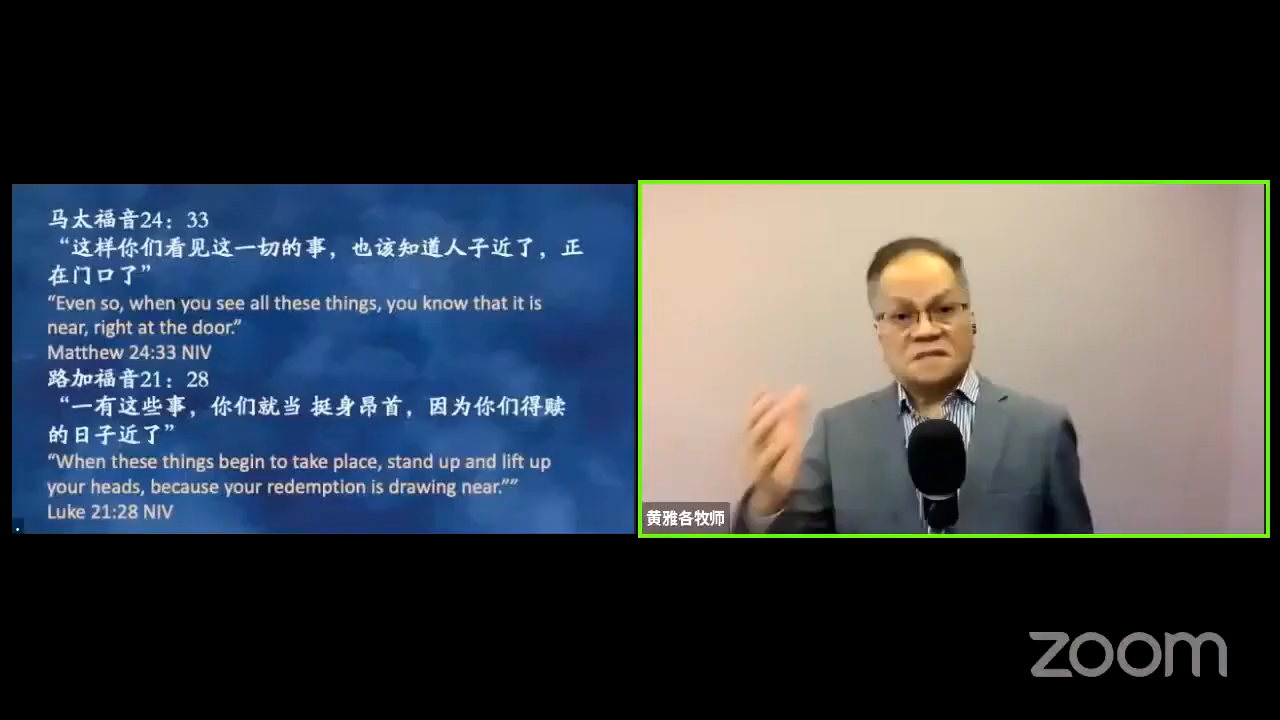 马太福音24：33
“这样你们看见这一切的事，也该知道人子近了，正
在门口了”
“Even so, when you see all these things, you know that it is
near, right at the door.”
Matthew 24:33 NIV
路加福音21：28
“一有这些事，你们就当 挺身昂首，因为你们得赎
的日子近了”
“When these things begin to take place, stand up and lift up
your heads, because your redemption is drawing near.””
Luke 21:28 NIV
黄雅各牧师
zoom